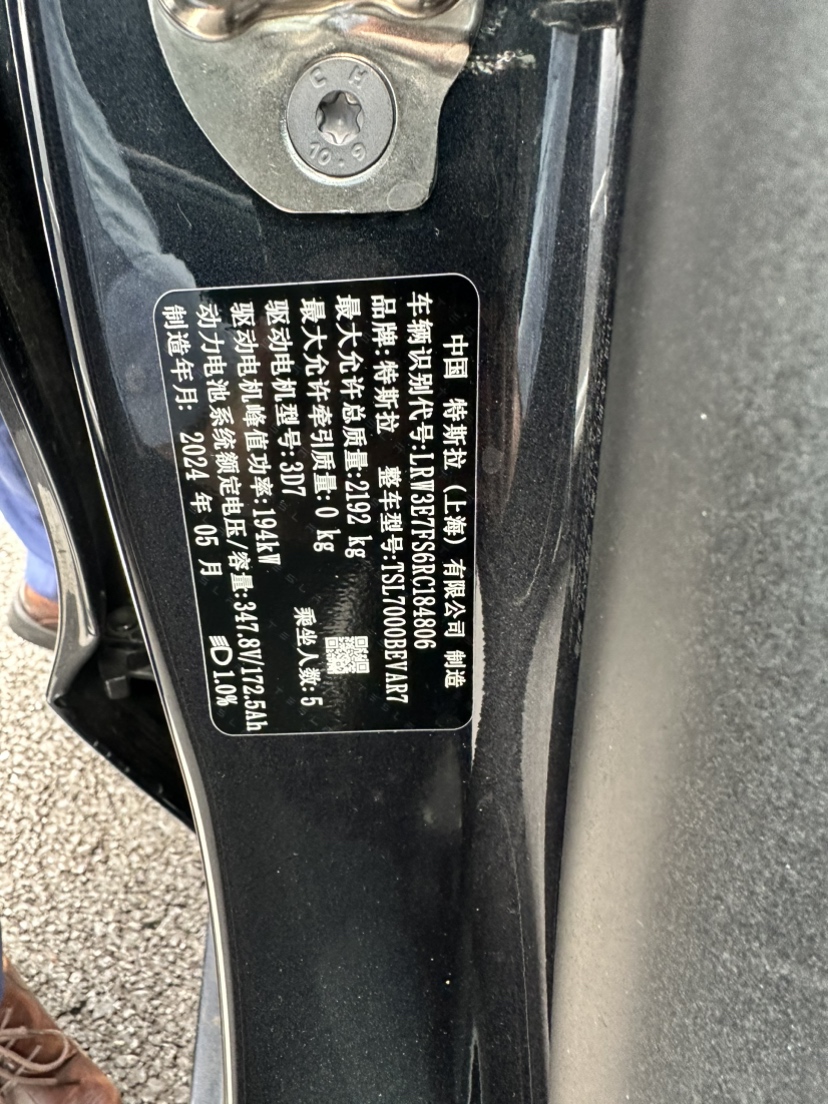 中国 特斯拉 (上海) 有限公司 制造
车辆识别代号:LRW3E7FS6RC184806
品牌:特斯拉 整车型号:TSL7000BEVAR7
最大允许总质量:2192 kg
最大允许牵引质量:0 kg
驱动电机型号:3D7 乘坐人数:5
驱动电机峰值功率:194kW
动力电池系统额定电压/容量:347.8V/172.5Ah
制造年月: 2024 年 05 月 1.0%
10.9